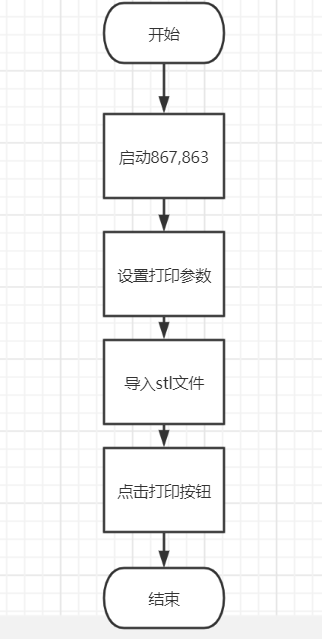 开始
启动867,863
设置打印参数
导入stl文件
点击打印按钮
结束